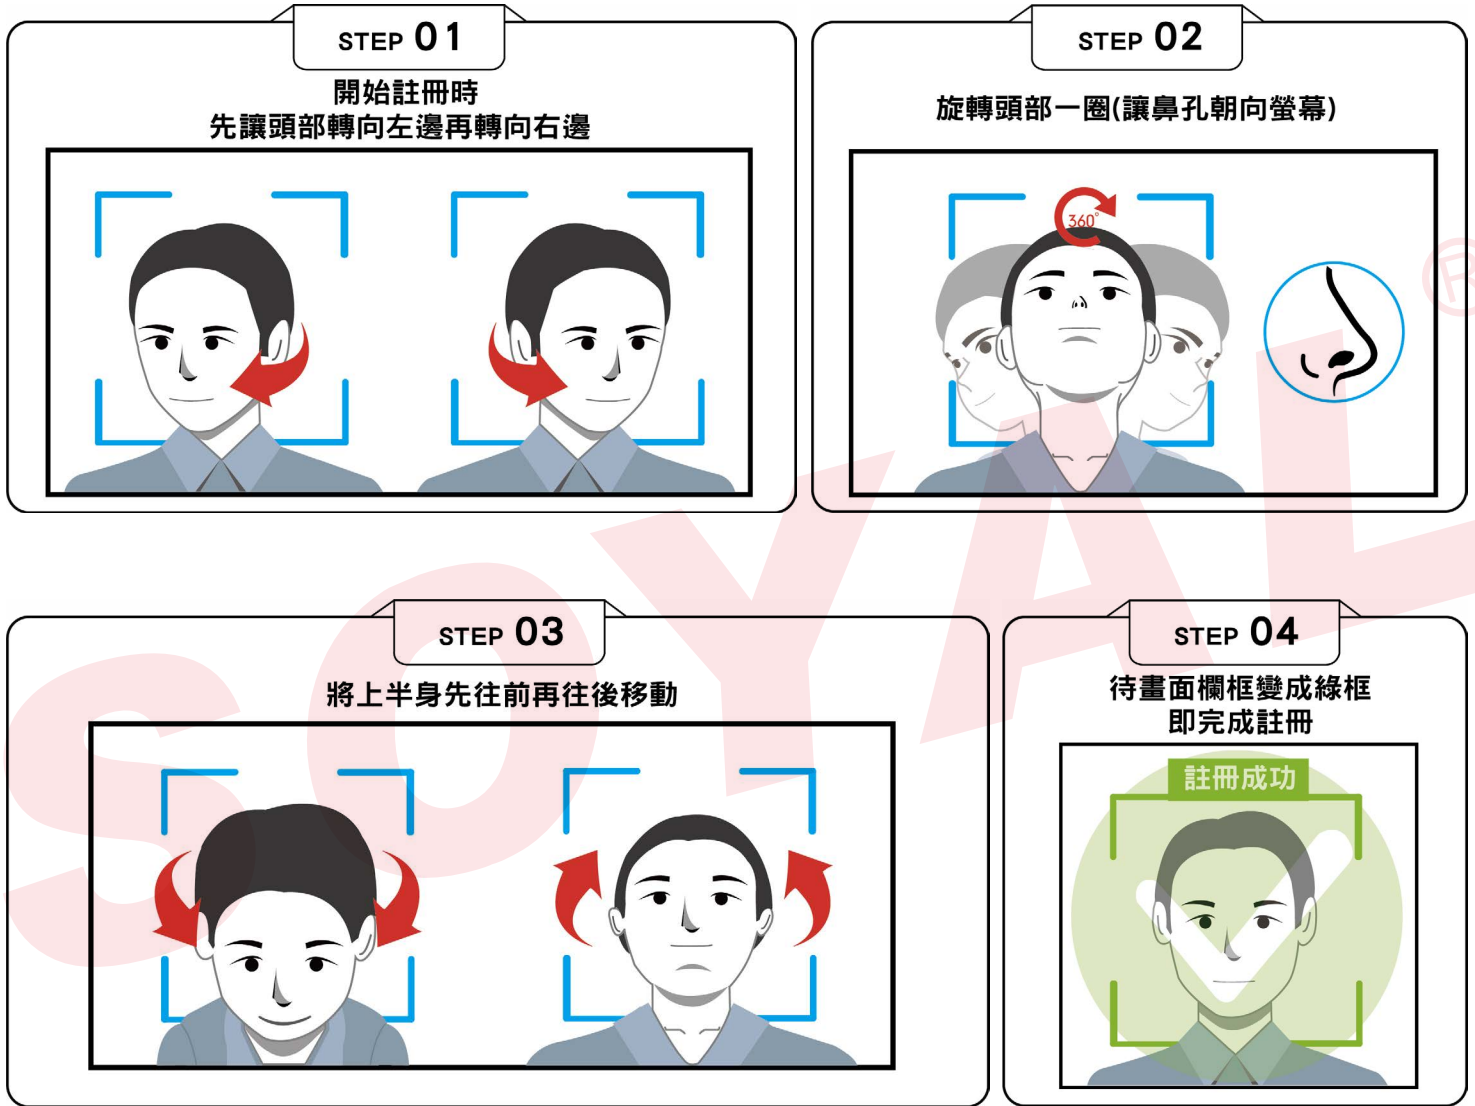 STEP 01
開始註冊時
先讓頭部轉向左邊再轉向右邊
STEP 02
旋轉頭部一圈(讓鼻孔朝向螢幕)
360°
STEP 03
將上半身先往前再往後移動
STEP 04
待畫面欄框變成綠框
即完成註冊
註冊成功
SOYAL®